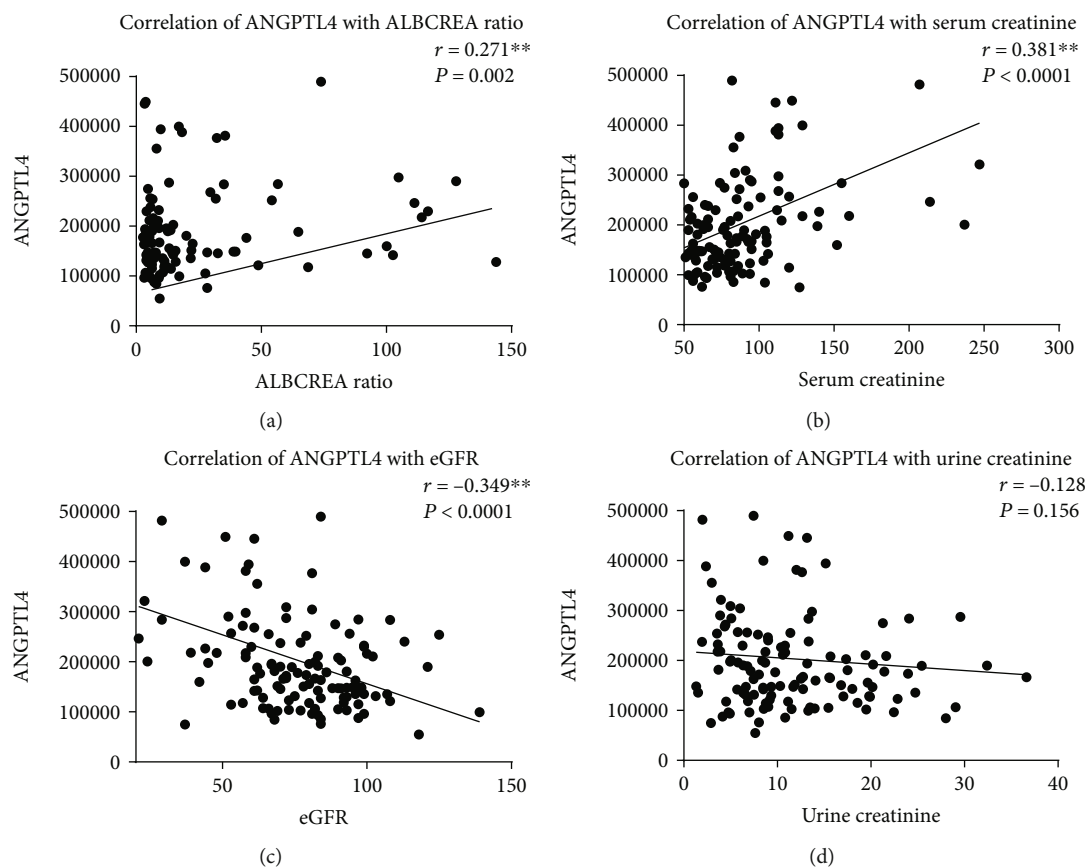 Correlation of ANGPTL4 with ALBCREA ratio
r = 0.271**
P = 0.002
500000
400000
300000
200000
100000
0
ANGPTL4
0 50 100 150
ALBCREA ratio
(a)
Correlation of ANGPTL4 with serum creatinine
r = 0.381**
P < 0.0001
500000
400000
300000
200000
100000
0
ANGPTL4
50 100 150 200 250 300
Serum creatinine
(b)
Correlation of ANGPTL4 with eGFR
r = –0.349**
P < 0.0001
500000
400000
300000
200000
100000
0
ANGPTL4
50 100 150
eGFR
(c)
Correlation of ANGPTL4 with urine creatinine
r = –0.128
P = 0.156
500000
400000
300000
200000
100000
0
ANGPTL4
0 10 20 30 40
Urine creatinine
(d)